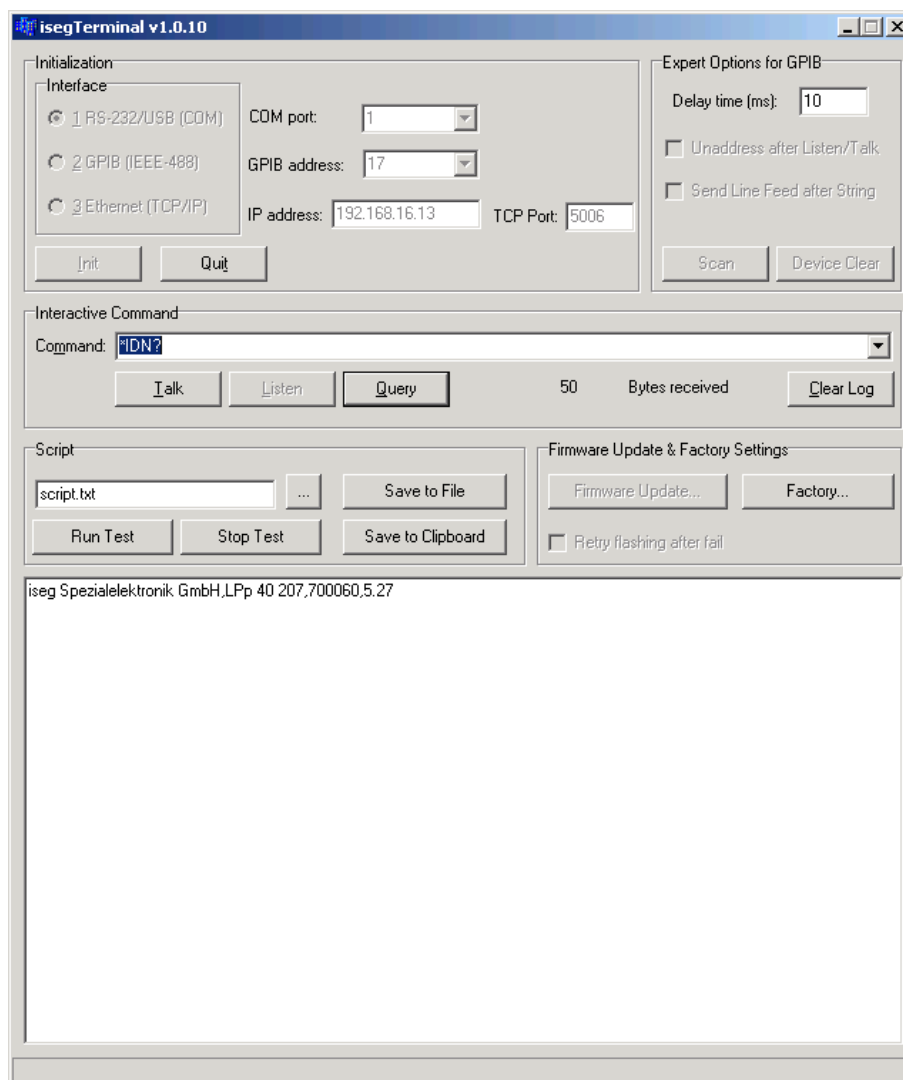 isegTerminal v1.0.10
Initialization
Interface
1 RS-232/USB (COM)
2 GPIB (IEEE-488)
3 Ethernet (TCP/IP)
COM port: 1
GPIB address: 17
IP address: 192.168.16.13 TCP Port: 5006
Init Quit
Expert Options for GPIB
Delay time (ms): 10
Unaddress after Listen/Talk
Send Line Feed after String
Scan Device Clear
Interactive Command
Command: *IDN?
Talk Listen Query 50 Bytes received Clear Log
Script
script.txt ... Save to File
Run Test Stop Test Save to Clipboard
Firmware Update & Factory Settings
Firmware Update... Factory...
Retry flashing after fail
iseg Spezialelektronik GmbH,LPp 40 207,700060,5.27